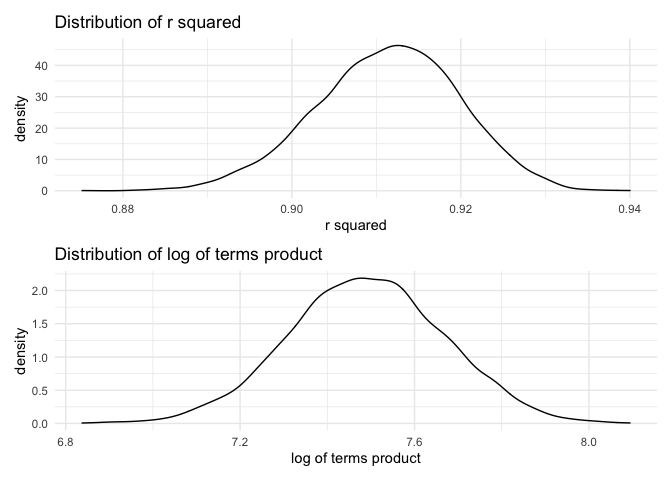 Distribution of r squared
40
30
20
10
0
density
0.88 0.90 0.92 0.94
r squared
Distribution of log of terms product
2.0
1.5
1.0
0.5
0.0
density
6.8 7.2 7.6 8.0
log of terms product